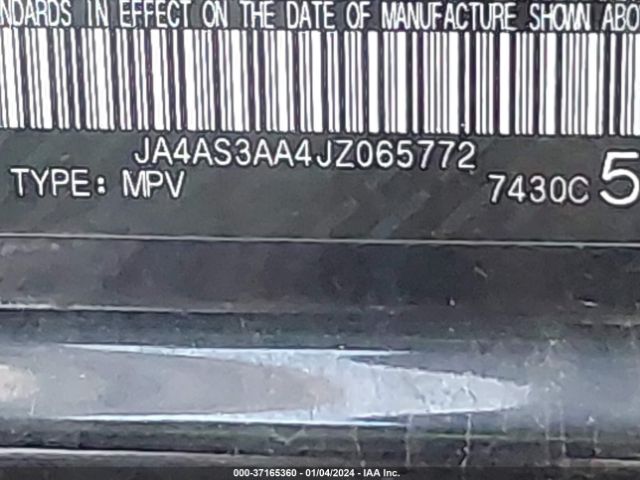 NDARDS IN EFFECT ON THE DATE OF MANUFACTURE SHOWN ABO
JA4AS3AA4JZ065772
TYPE: MPV 7430C 5
000-37165360 - 01/04/2024 - IAA Inc.